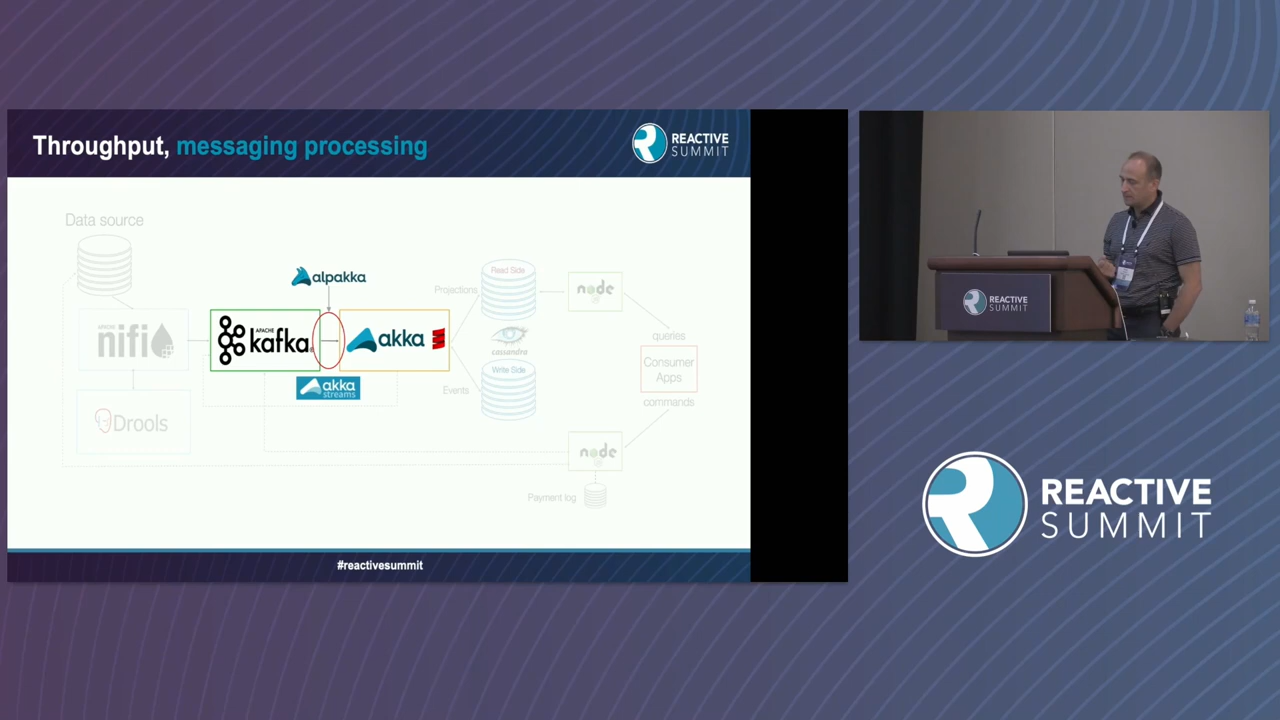 Throughput, messaging processing
REACTIVE
SUMMIT
Data source
alpakka
Read Side
Projections
node
APACHE
nifi
APACHE
kafka
akka
cassandra
queries
Consumer
Apps
Write Side
akka
streams
Events
commands
Drools
node
Payment log
#reactivesummit
REACTIVE
SUMMIT
REACTIVE
SUMMIT